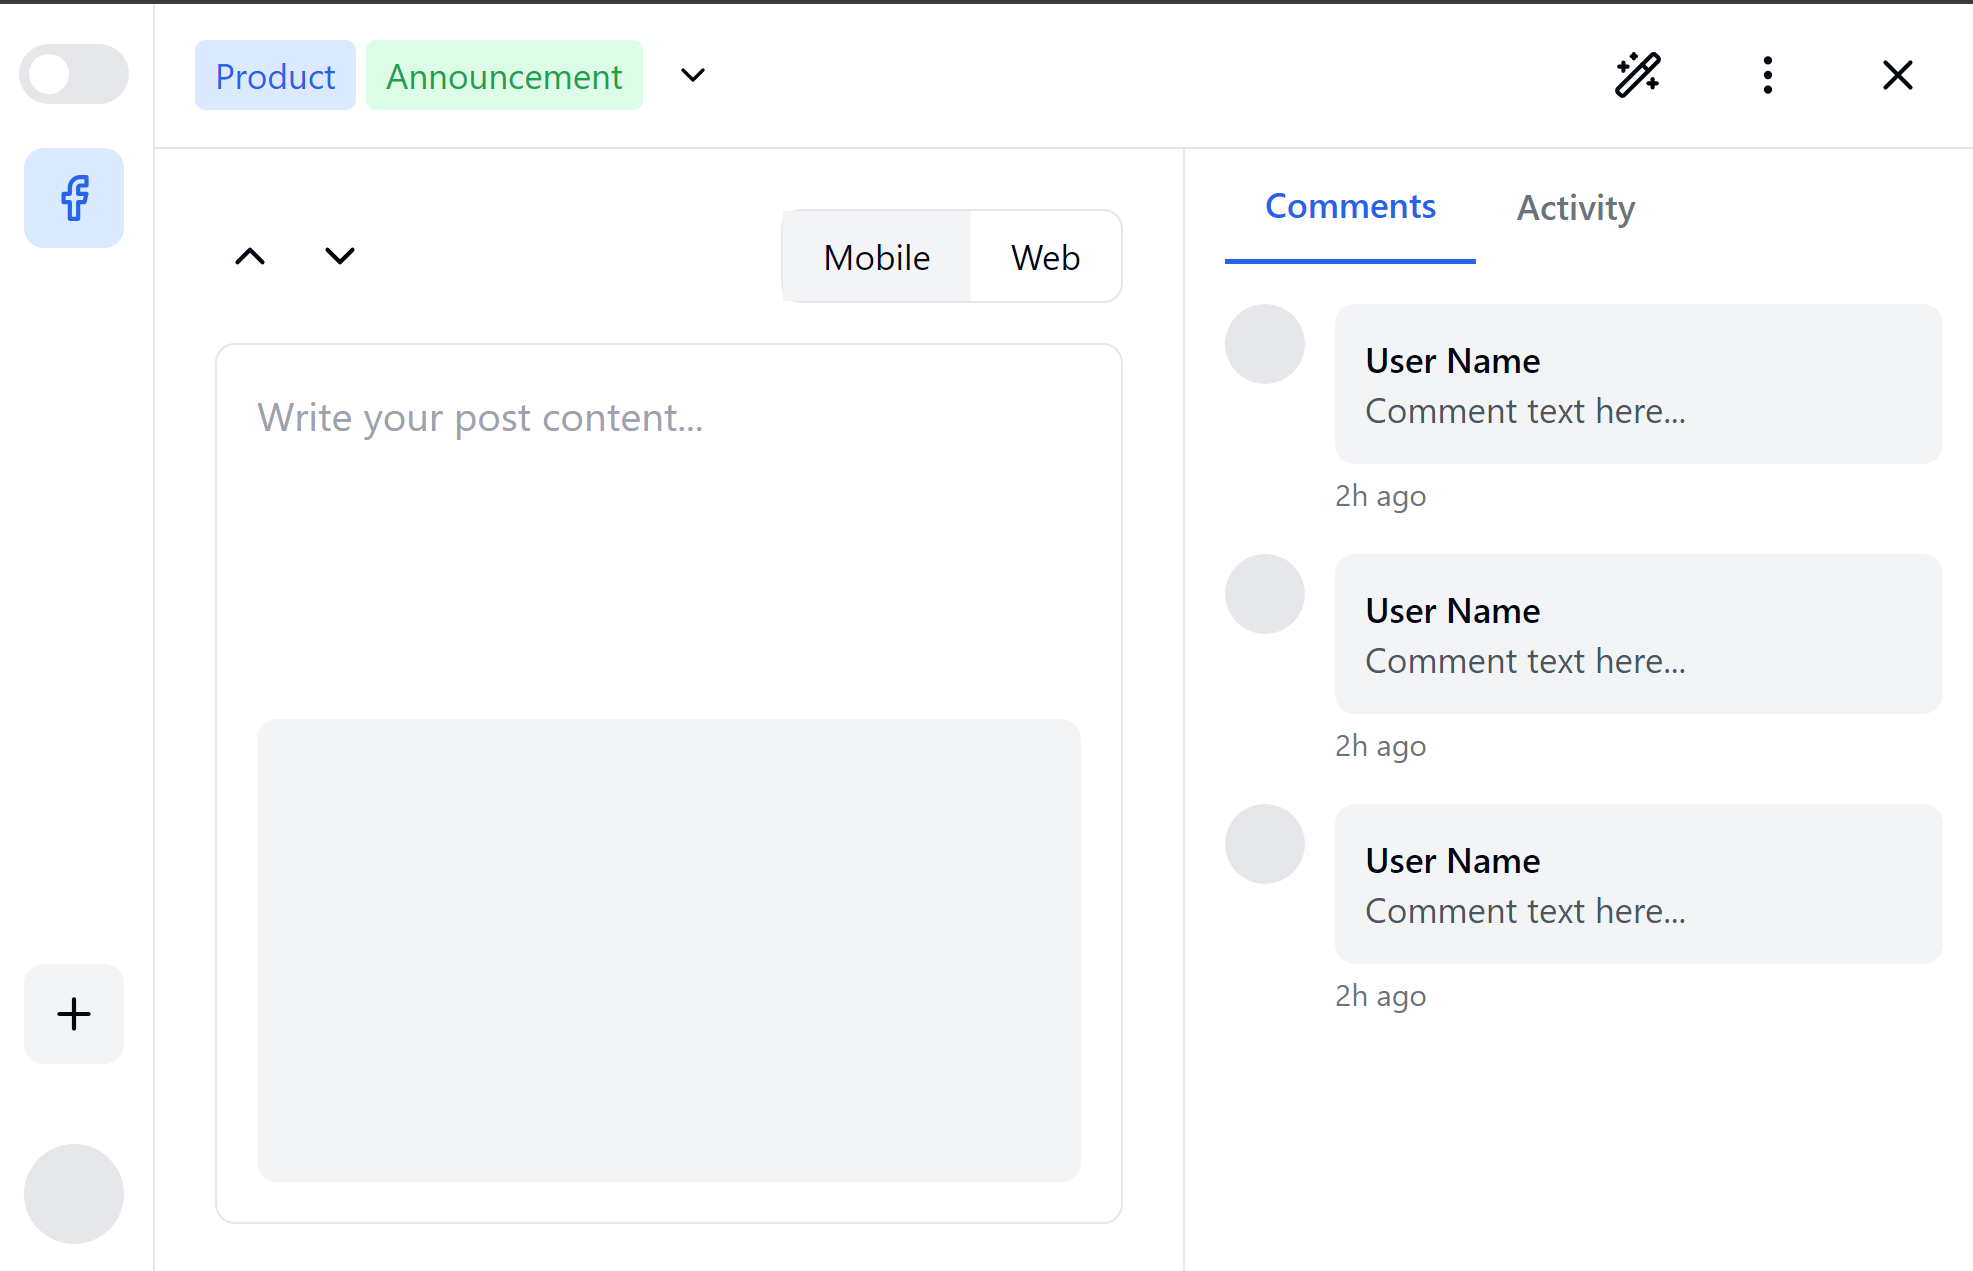 Product Announcement
Mobile Web
Write your post content...
Comments Activity
User Name
Comment text here...
2h ago
User Name
Comment text here...
2h ago
User Name
Comment text here...
2h ago